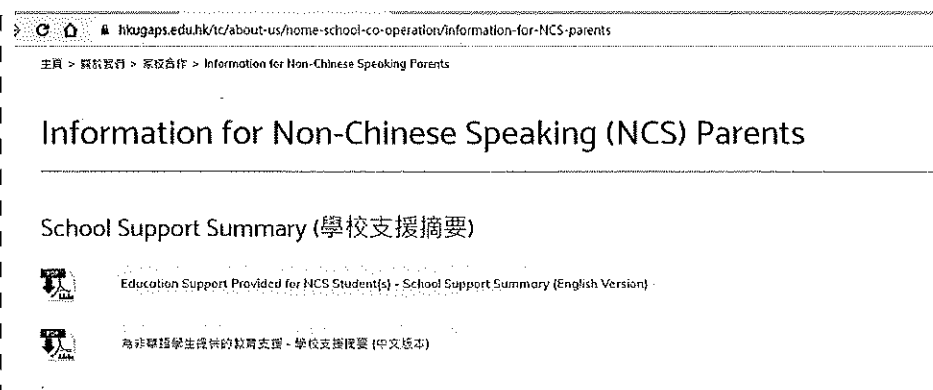 hkugaps.edu.hk/tc/about-us/home-school-co-operation/information-for-NCS-parents
主頁 > 關於我們 > 家校合作 > Information for Non-Chinese Speaking Parents
Information for Non-Chinese Speaking (NCS) Parents
School Support Summary (學校支援摘要)
Education Support Provided for NCS Student(s) - School Support Summary (English Version)
為非華語學生提供的教育支援 - 學校支援摘要 (中文版本)